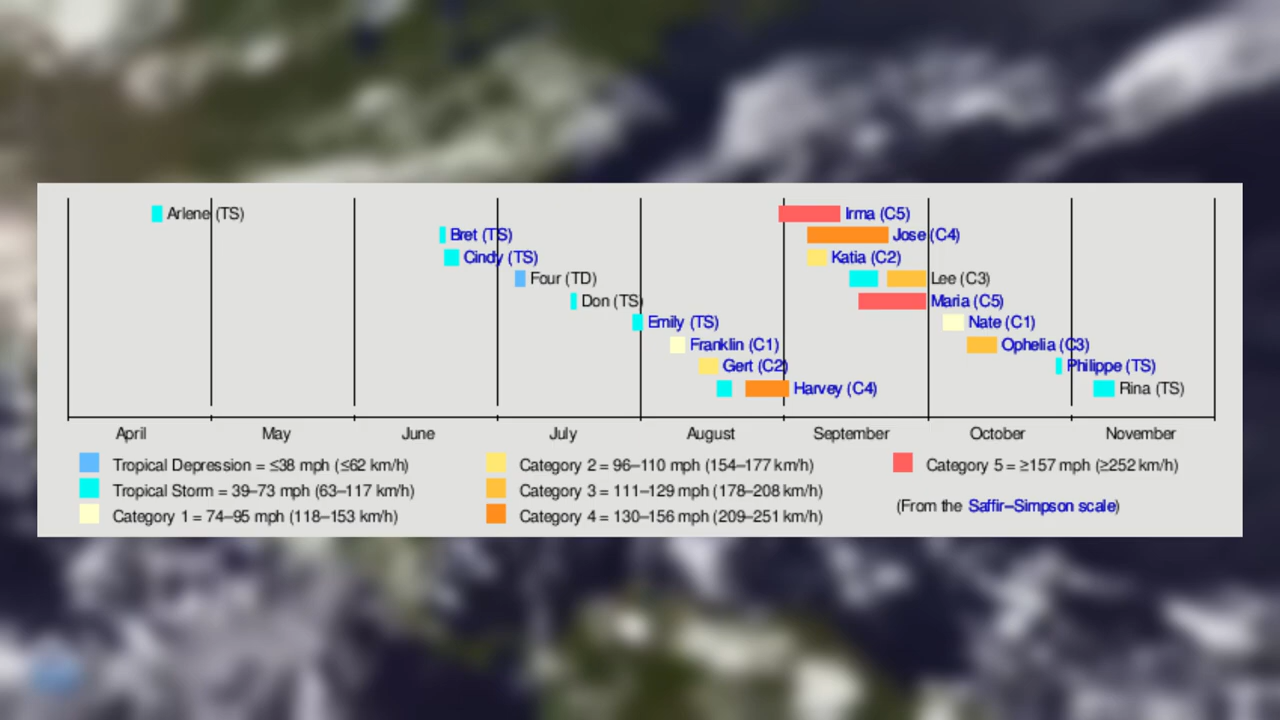 Arlene (TS)
Irma (C5)
Bret (TS)
Jose (C4)
Cindy (TS)
Katia (C2)
Four (TD)
Lee (C3)
Don (TS)
Maria (C5)
Emily (TS)
Nate (C1)
Franklin (C1)
Ophelia (C3)
Gert (C2)
Philippe (TS)
Harvey (C4)
Rina (TS)
April May June July August September October November
Tropical Depression = ≤38 mph (≤62 km/h)
Tropical Storm = 39–73 mph (63–117 km/h)
Category 1 = 74–95 mph (118–153 km/h)
Category 2 = 96–110 mph (154–177 km/h)
Category 3 = 111–129 mph (178–208 km/h)
Category 4 = 130–156 mph (209–251 km/h)
Category 5 = ≥157 mph (≥252 km/h)
(From the Saffir–Simpson scale)